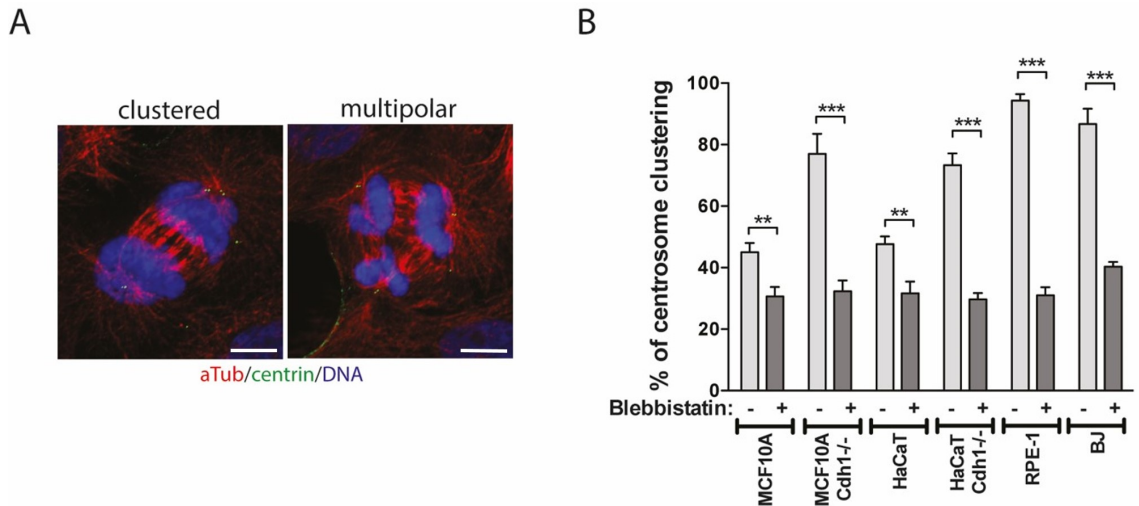 A
clustered
multipolar
aTub/centrin/DNA
B
% of centrosome clustering
100
80
60
40
20
0
**
***
**
***
***
***
Blebbistatin: - + - + - + - + - + - +
MCF10A
MCF10A
Cdh1-/-
HaCaT
HaCaT
Cdh1-/-
RPE-1
BJ